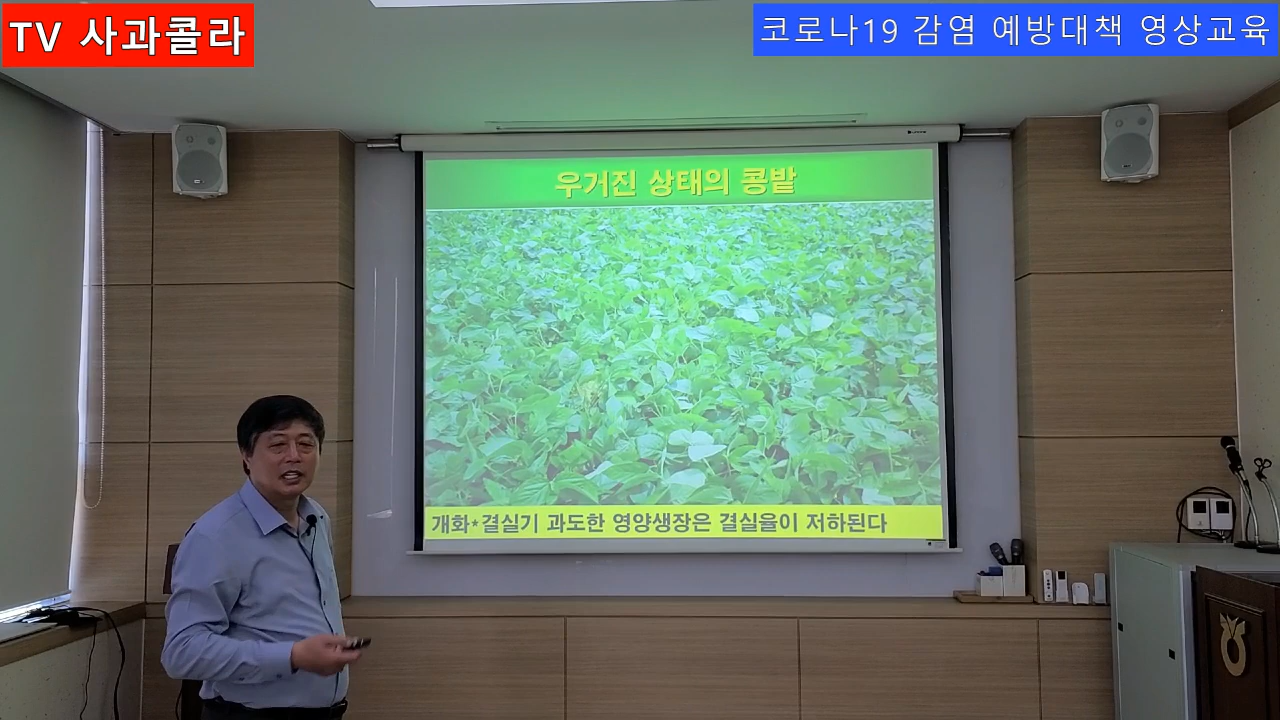 TV 사과콜라
코로나19 감염 예방대책 영상교육
우거진 상태의 콩밭
개화*결실기 과도한 영양생장은 결실율이 저하된다